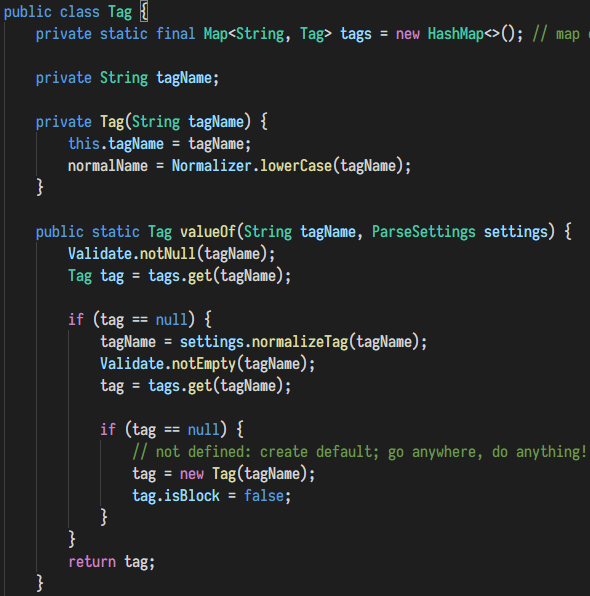 public class Tag {
    private static final Map<String, Tag> tags = new HashMap<>(); // map
    private String tagName;
    private Tag(String tagName) {
        this.tagName = tagName;
        normalName = Normalizer.lowerCase(tagName);
    }
    public static Tag valueOf(String tagName, ParseSettings settings) {
        Validate.notNull(tagName);
        Tag tag = tags.get(tagName);
        if (tag == null) {
            tagName = settings.normalizeTag(tagName);
            Validate.notEmpty(tagName);
            tag = tags.get(tagName);
            if (tag == null) {
                // not defined: create default; go anywhere, do anything!
                tag = new Tag(tagName);
                tag.isBlock = false;
            }
        }
        return tag;
    }